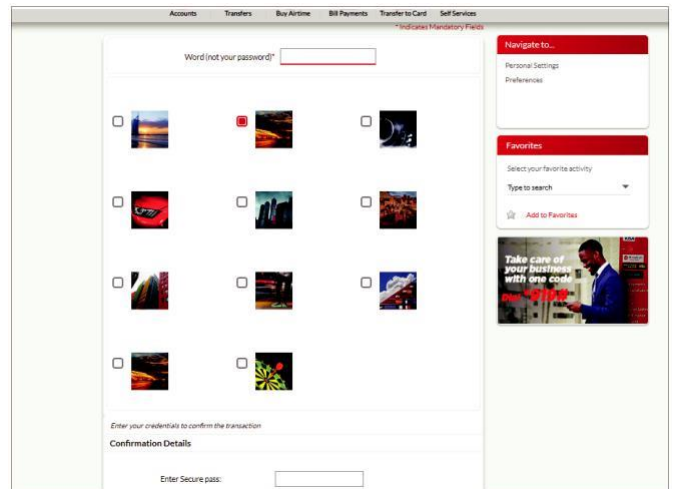 Accounts Transfers Buy Airtime Bill Payments Transfer to Card Self Services
* Indicates Mandatory Fields
Word (not your password)*
Enter your credentials to confirm the transaction
Confirmation Details
Enter Secure pass:
Navigate to...
Personal Settings
Preferences
Favorites
Select your favorite activity
Type to search
Add to Favorites
Take care of
your business
with one code
Dial *919#